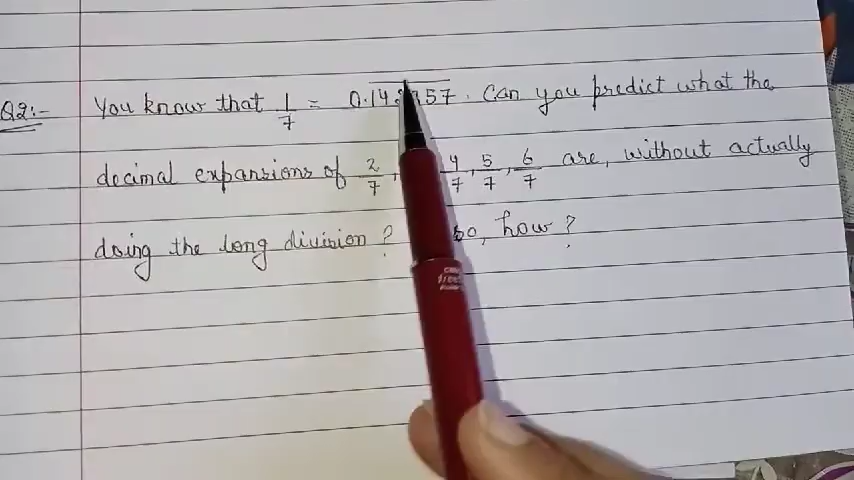 Q2:- You know that 1/7 = 0.14 57. Can you predict what the
decimal expansions of 2/7, 4/7, 5/7, 6/7 are, without actually
doing the long division? so, how?